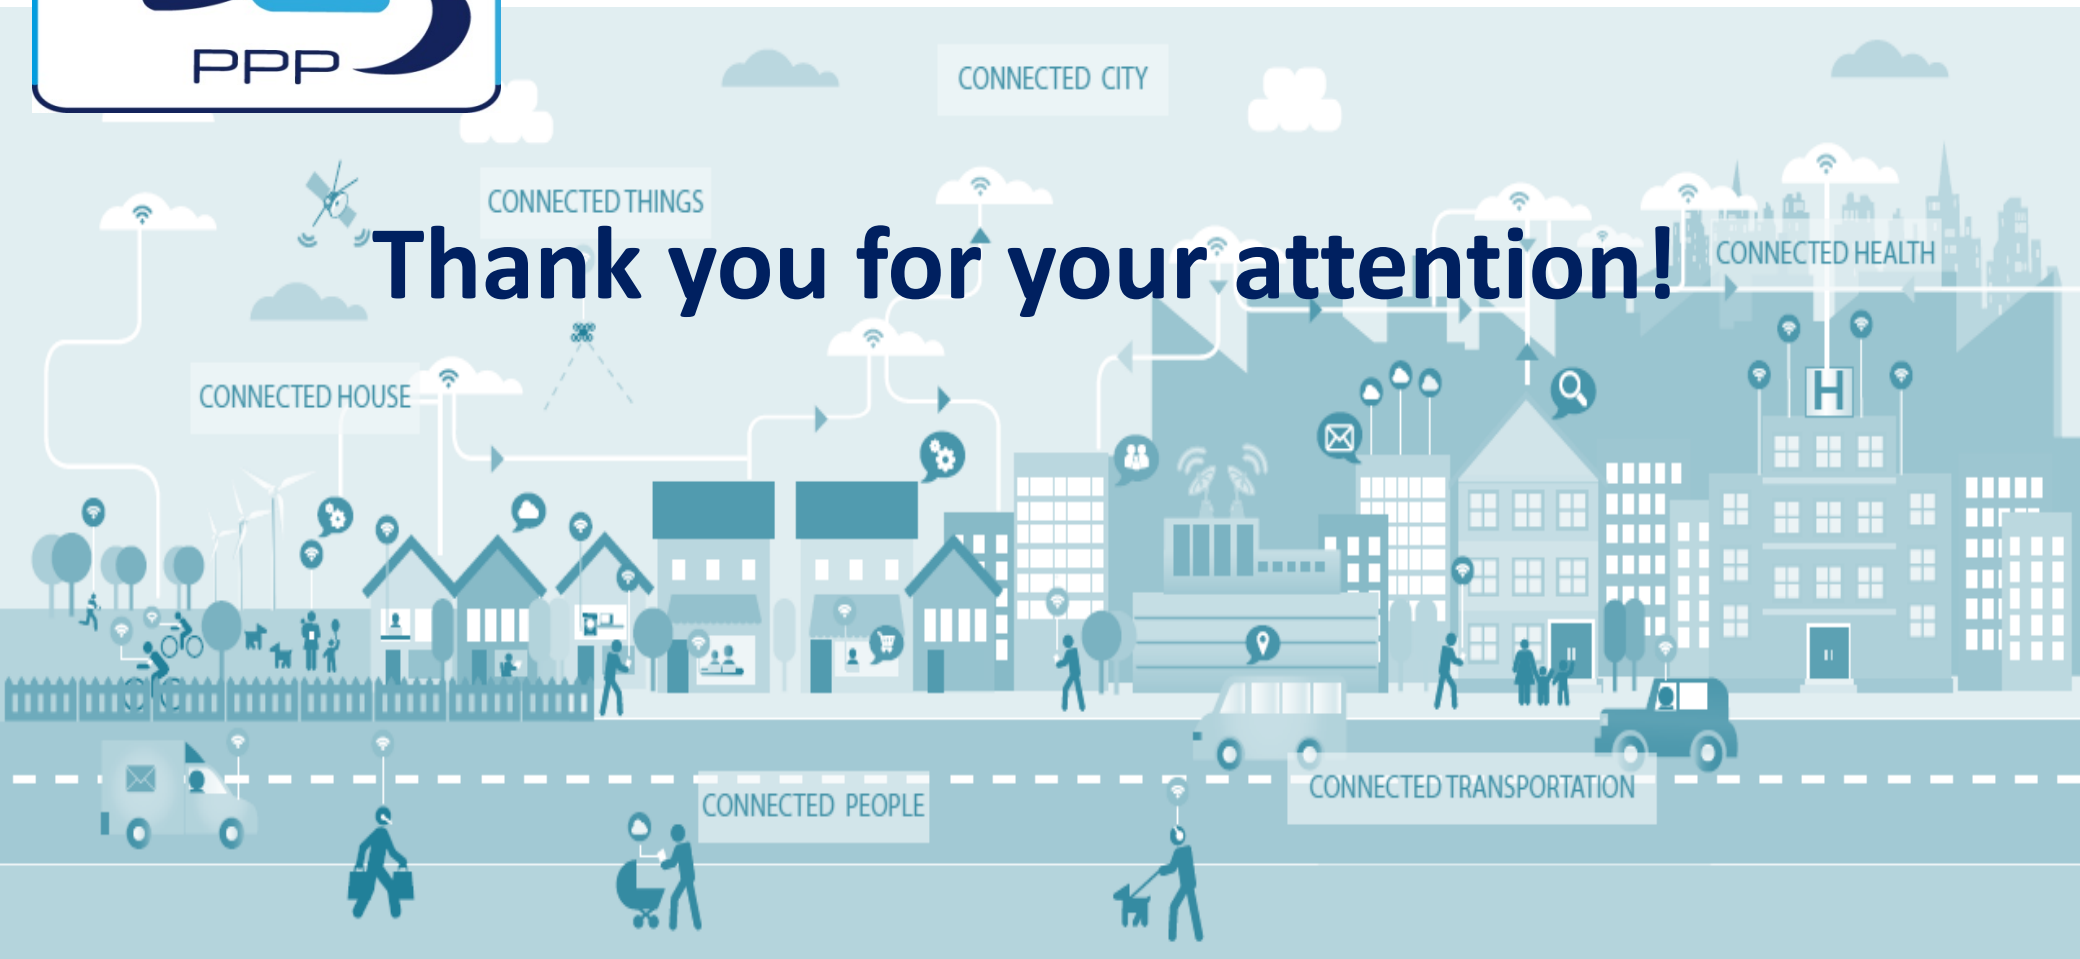 PPP
CONNECTED CITY
CONNECTED THINGS
Thank you for your attention!
CONNECTED HEALTH
CONNECTED HOUSE
H
CONNECTED TRANSPORTATION
CONNECTED PEOPLE